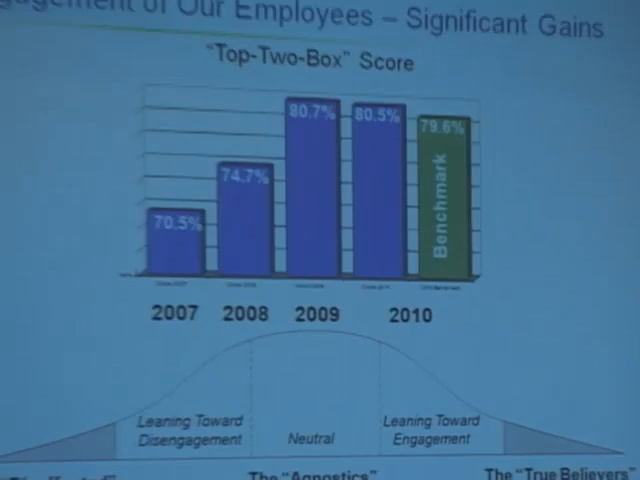 of Our Employees – Significant Gains
"Top-Two-Box" Score
70.5%
74.7%
80.7%
80.5%
79.6%
Benchmark
2007 2008 2009 2010
Leaning Toward
Disengagement
Neutral
Leaning Toward
Engagement
The "Agnostics"
The "True Believers"